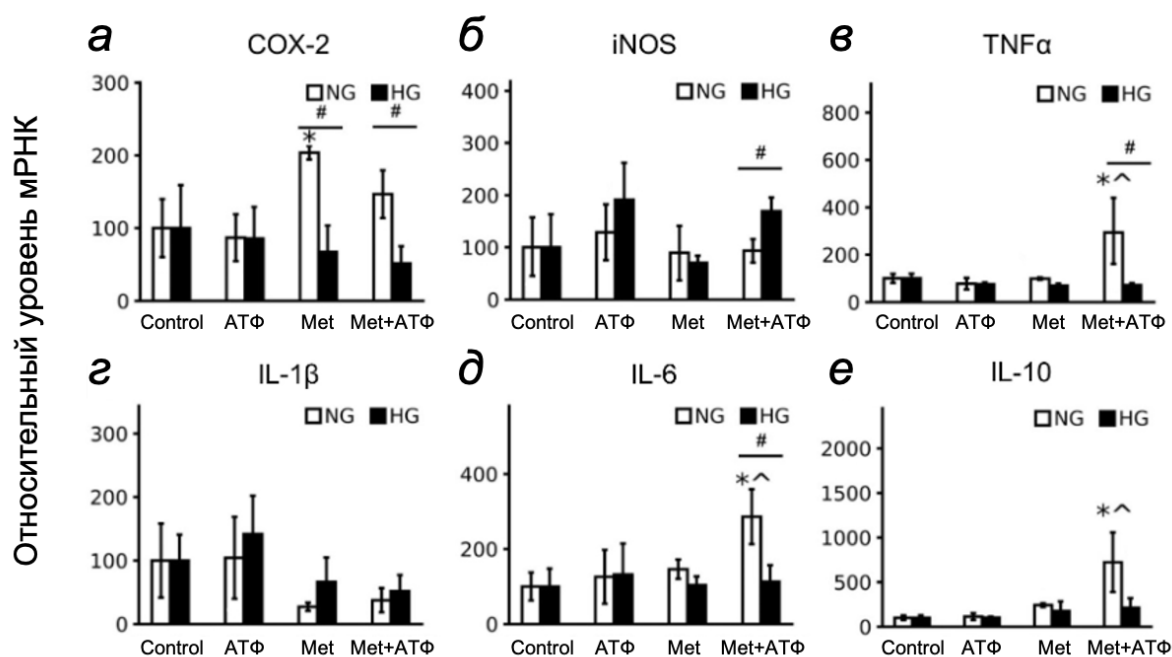 Относительный уровень мРНК
а
COX-2
300
200
100
0
NG HG
#
#
*
Control АТФ Met Met+АТФ
б
iNOS
400
300
200
100
0
NG HG
#
Control АТФ Met Met+АТФ
в
TNFα
800
600
400
200
0
NG HG
#
*^
Control АТФ Met Met+АТФ
г
IL-1β
300
200
100
0
NG HG
Control АТФ Met Met+АТФ
д
IL-6
400
200
0
NG HG
#
*^
Control АТФ Met Met+АТФ
е
IL-10
2000
1500
1000
500
0
NG HG
*^
Control АТФ Met Met+АТФ